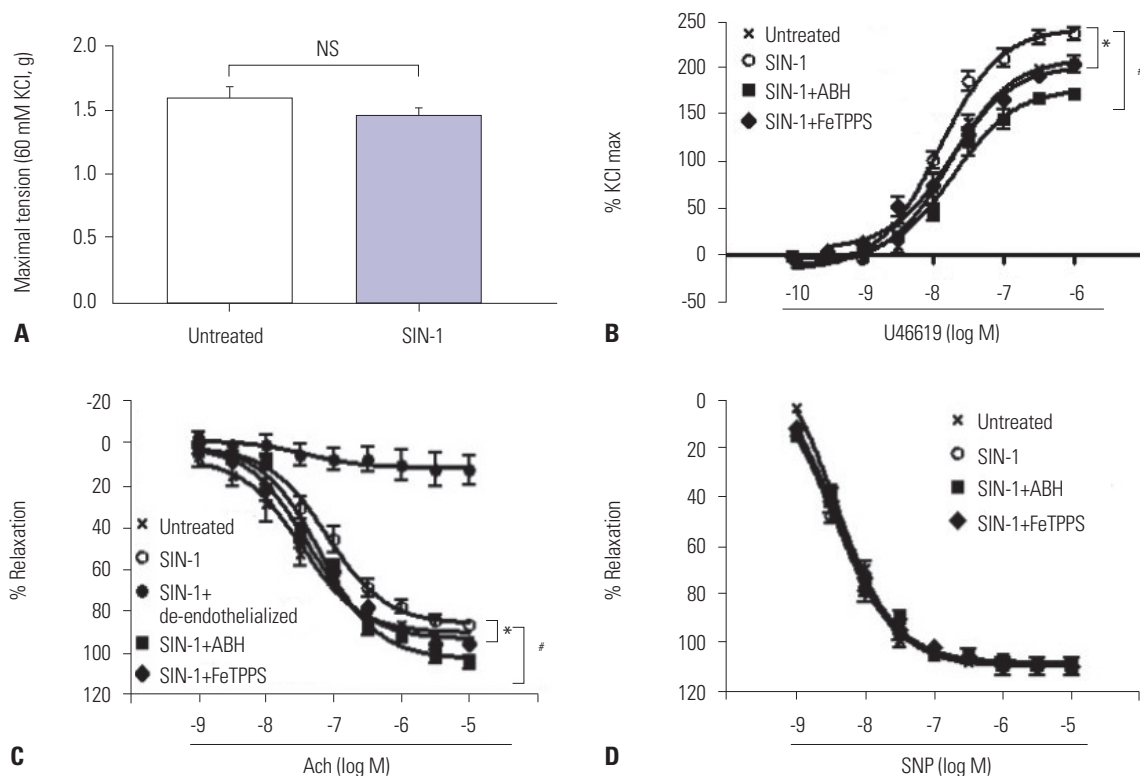 2.0
1.5
1.0
0.5
0.0
Maximal tension (60 mM KCl, g)
NS
Untreated
SIN-1
A
250
200
150
100
50
0
-50
% KCl max
Untreated
SIN-1
SIN-1+ABH
SIN-1+FeTPPS
*
#
-10
-9
-8
-7
-6
U46619 (log M)
B
-20
0
20
40
60
80
100
120
% Relaxation
Untreated
SIN-1
SIN-1+
de-endothelialized
SIN-1+ABH
SIN-1+FeTPPS
*
#
-9
-8
-7
-6
-5
Ach (log M)
C
0
20
40
60
80
100
120
% Relaxation
Untreated
SIN-1
SIN-1+ABH
SIN-1+FeTPPS
-9
-8
-7
-6
-5
SNP (log M)
D